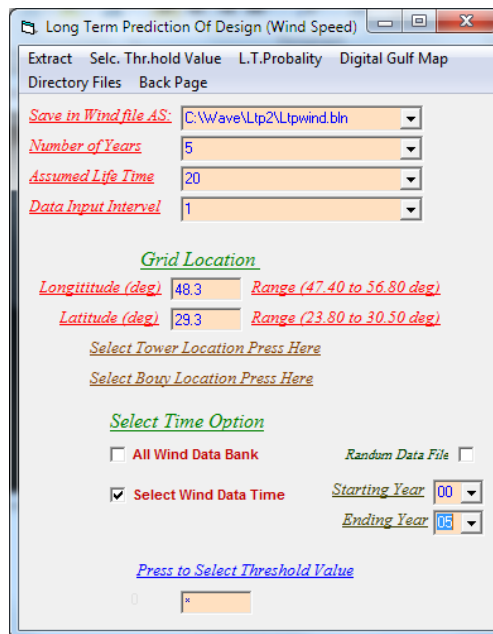 Long Term Prediction Of Design (Wind Speed)
Extract Selc. Thr.hold Value L.T.Probality Digital Gulf Map
Directory Files Back Page
Save in Wind file AS: C:\Wave\Ltp2\Ltpwind.bln
Number of Years 5
Assumed Life Time 20
Data Input Intervel 1
Grid Location
Longititude (deg) 48.3 Range (47.40 to 56.80 deg)
Latitude (deg) 29.3 Range (23.80 to 30.50 deg)
Select Tower Location Press Here
Select Bouy Location Press Here
Select Time Option
All Wind Data Bank Randum Data File
Select Wind Data Time Starting Year 00
Ending Year 05
Press to Select Threshold Value
0 *